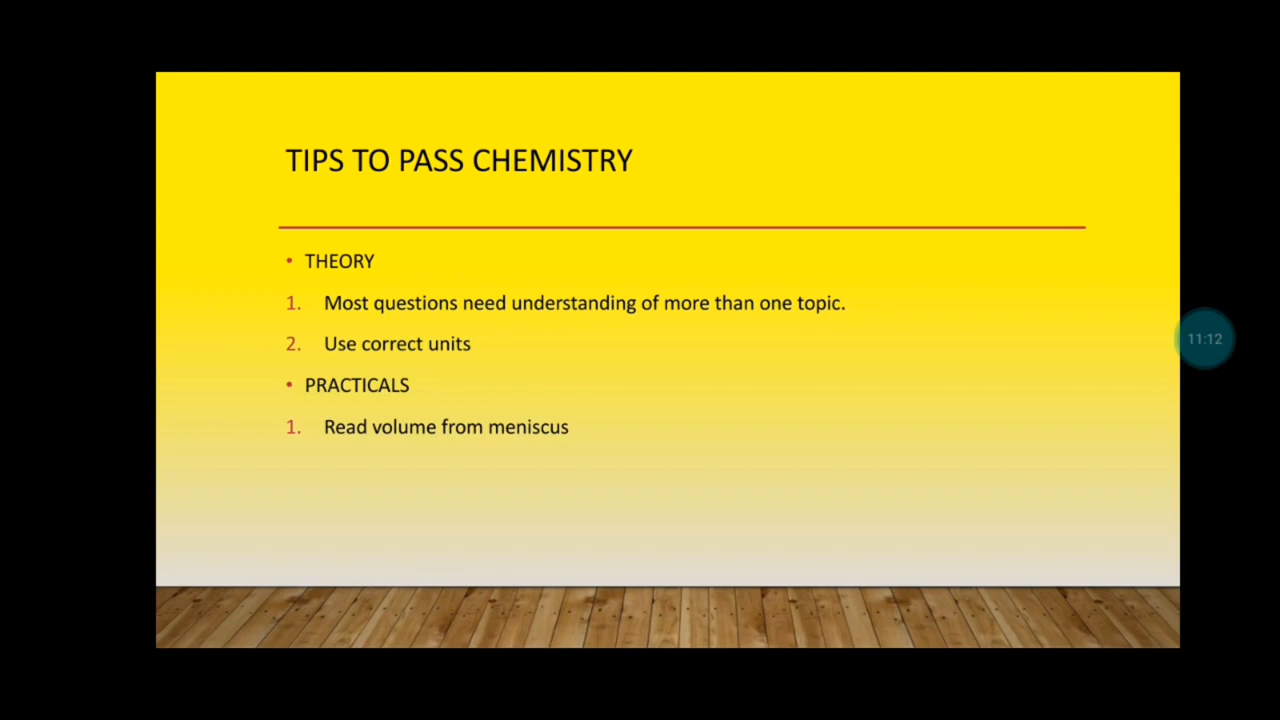 TIPS TO PASS CHEMISTRY
• THEORY
1. Most questions need understanding of more than one topic.
2. Use correct units
• PRACTICALS
1. Read volume from meniscus
11:12